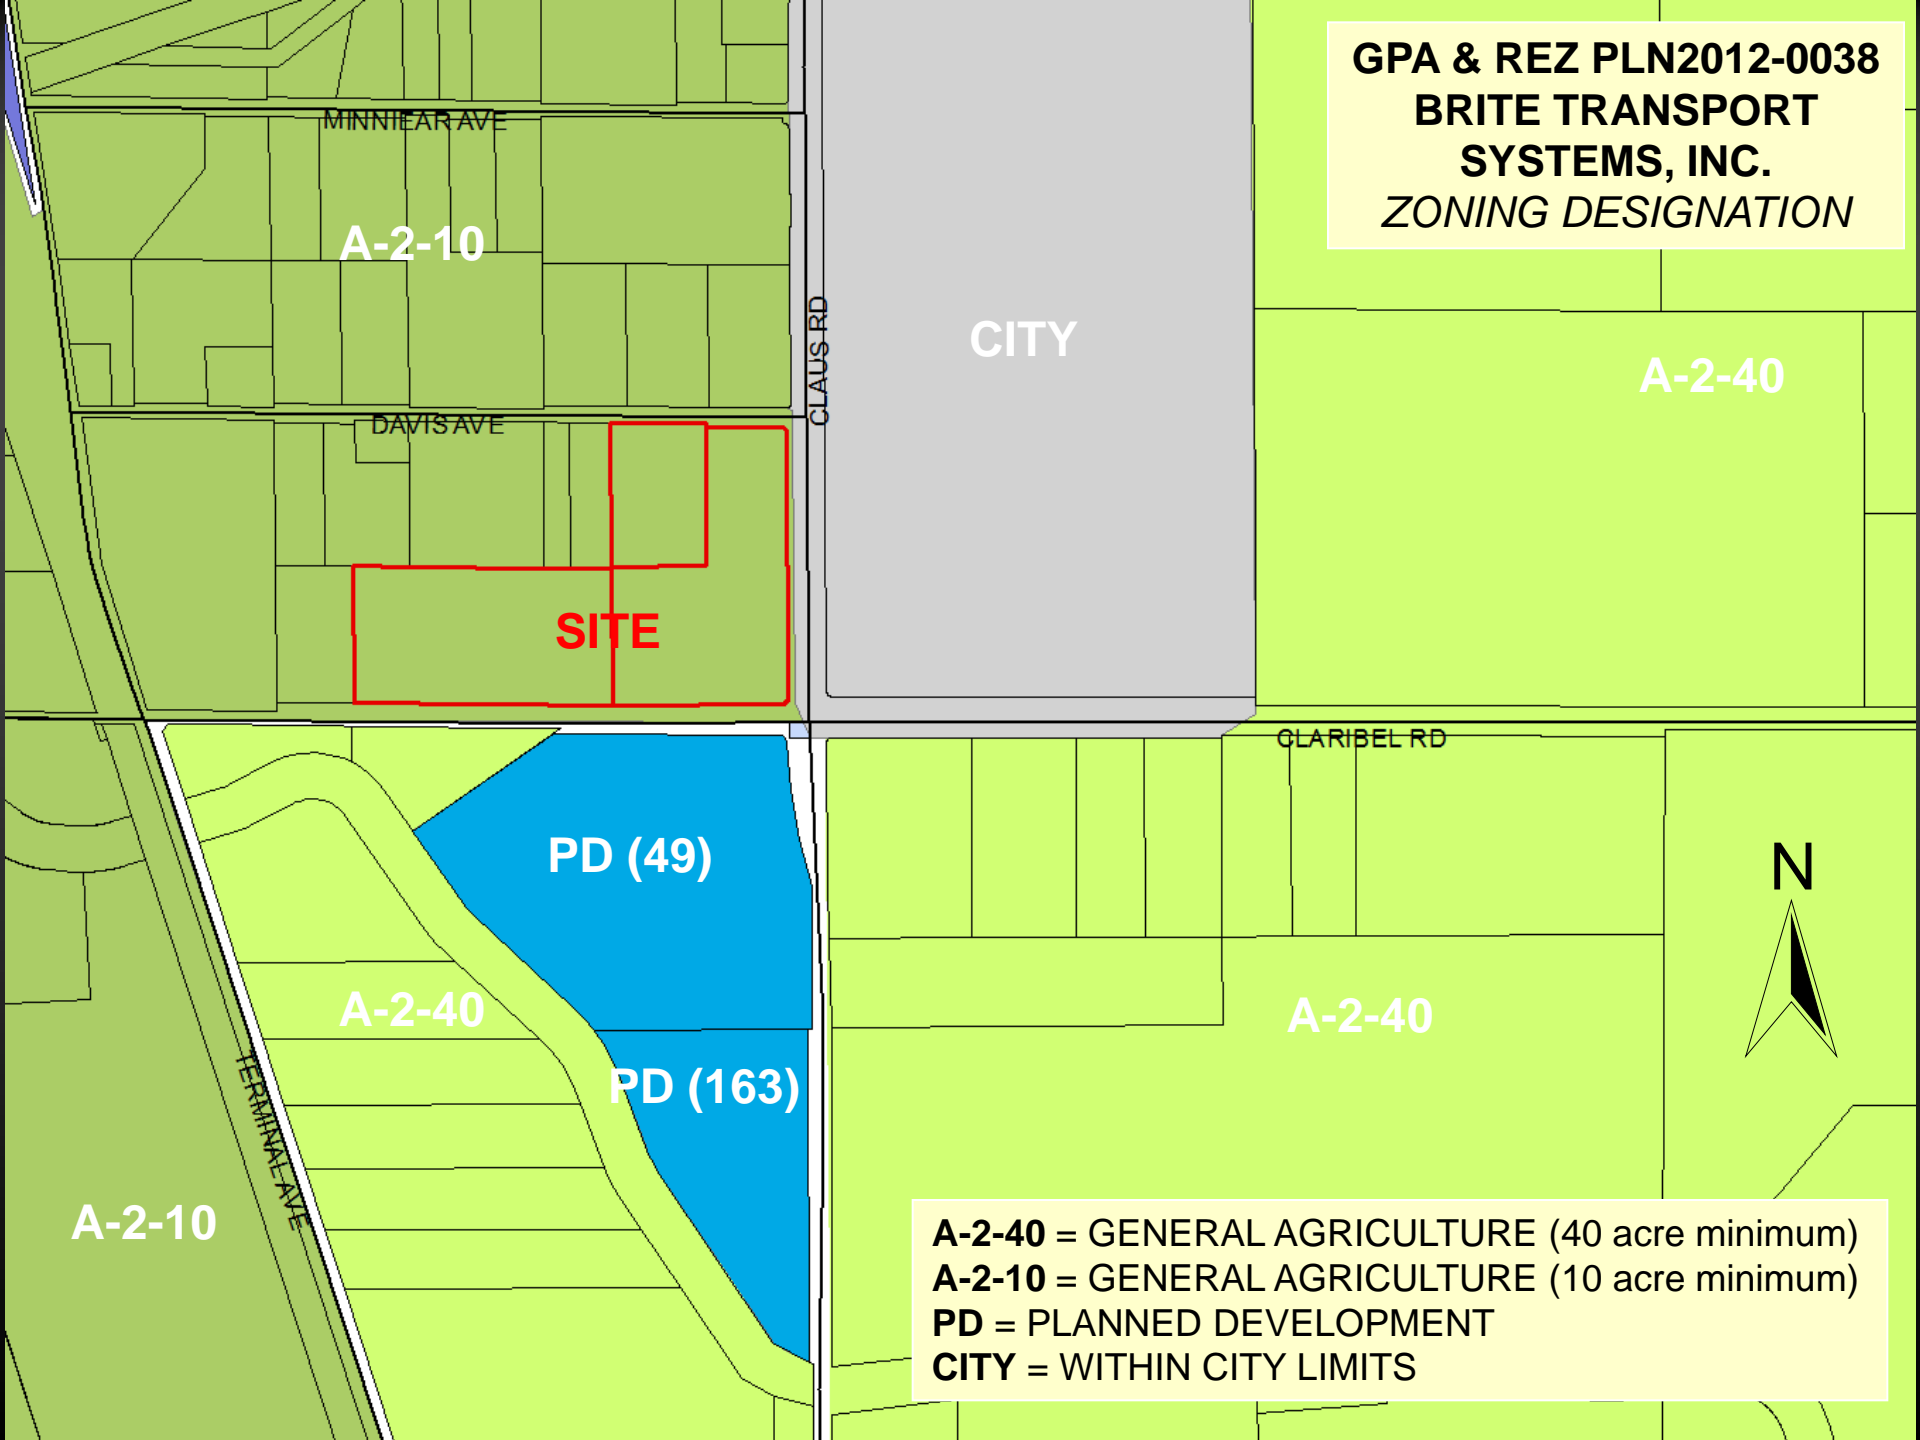 GPA & REZ PLN2012-0038
BRITE TRANSPORT
SYSTEMS, INC.
ZONING DESIGNATION
MINNIEAR AVE
A-2-10
CLAUS RD
CITY
A-2-40
DAVIS AVE
SITE
CLARIBEL RD
PD (49)
N
A-2-40
A-2-40
PD (163)
TERMINAL AVE
A-2-10
A-2-40 = GENERAL AGRICULTURE (40 acre minimum)
A-2-10 = GENERAL AGRICULTURE (10 acre minimum)
PD = PLANNED DEVELOPMENT
CITY = WITHIN CITY LIMITS